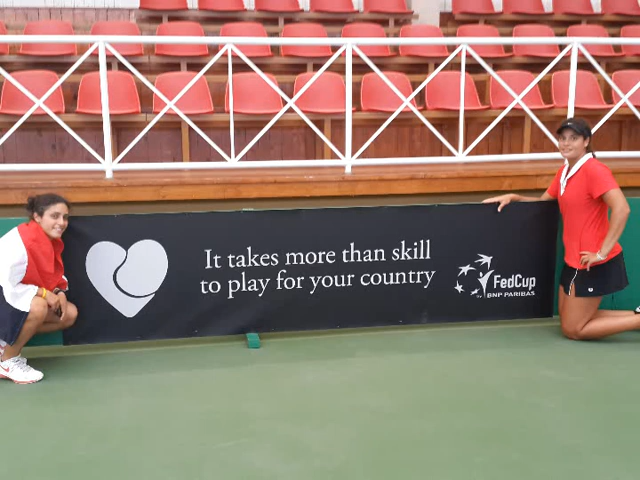 It takes more than skill
to play for your country
FedCup
BNP PARIBAS